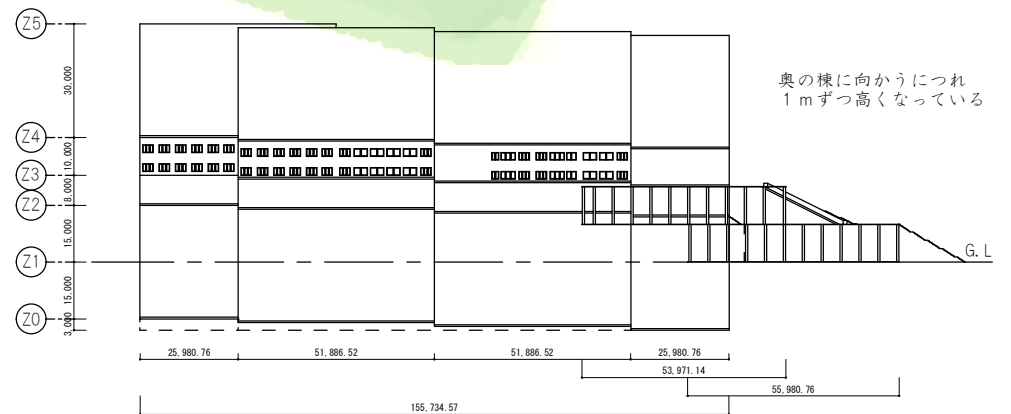 Z5
30,000
奥の棟に向かうにつれ
1mずつ高くなっている
Z4
10,000
Z3
8,000
Z2
15,000
G.L
Z1
15,000
Z0
3,000
25,980.76
51,886.52
51,886.52
25,980.76
53,971.14
55,980.76
155,734.57